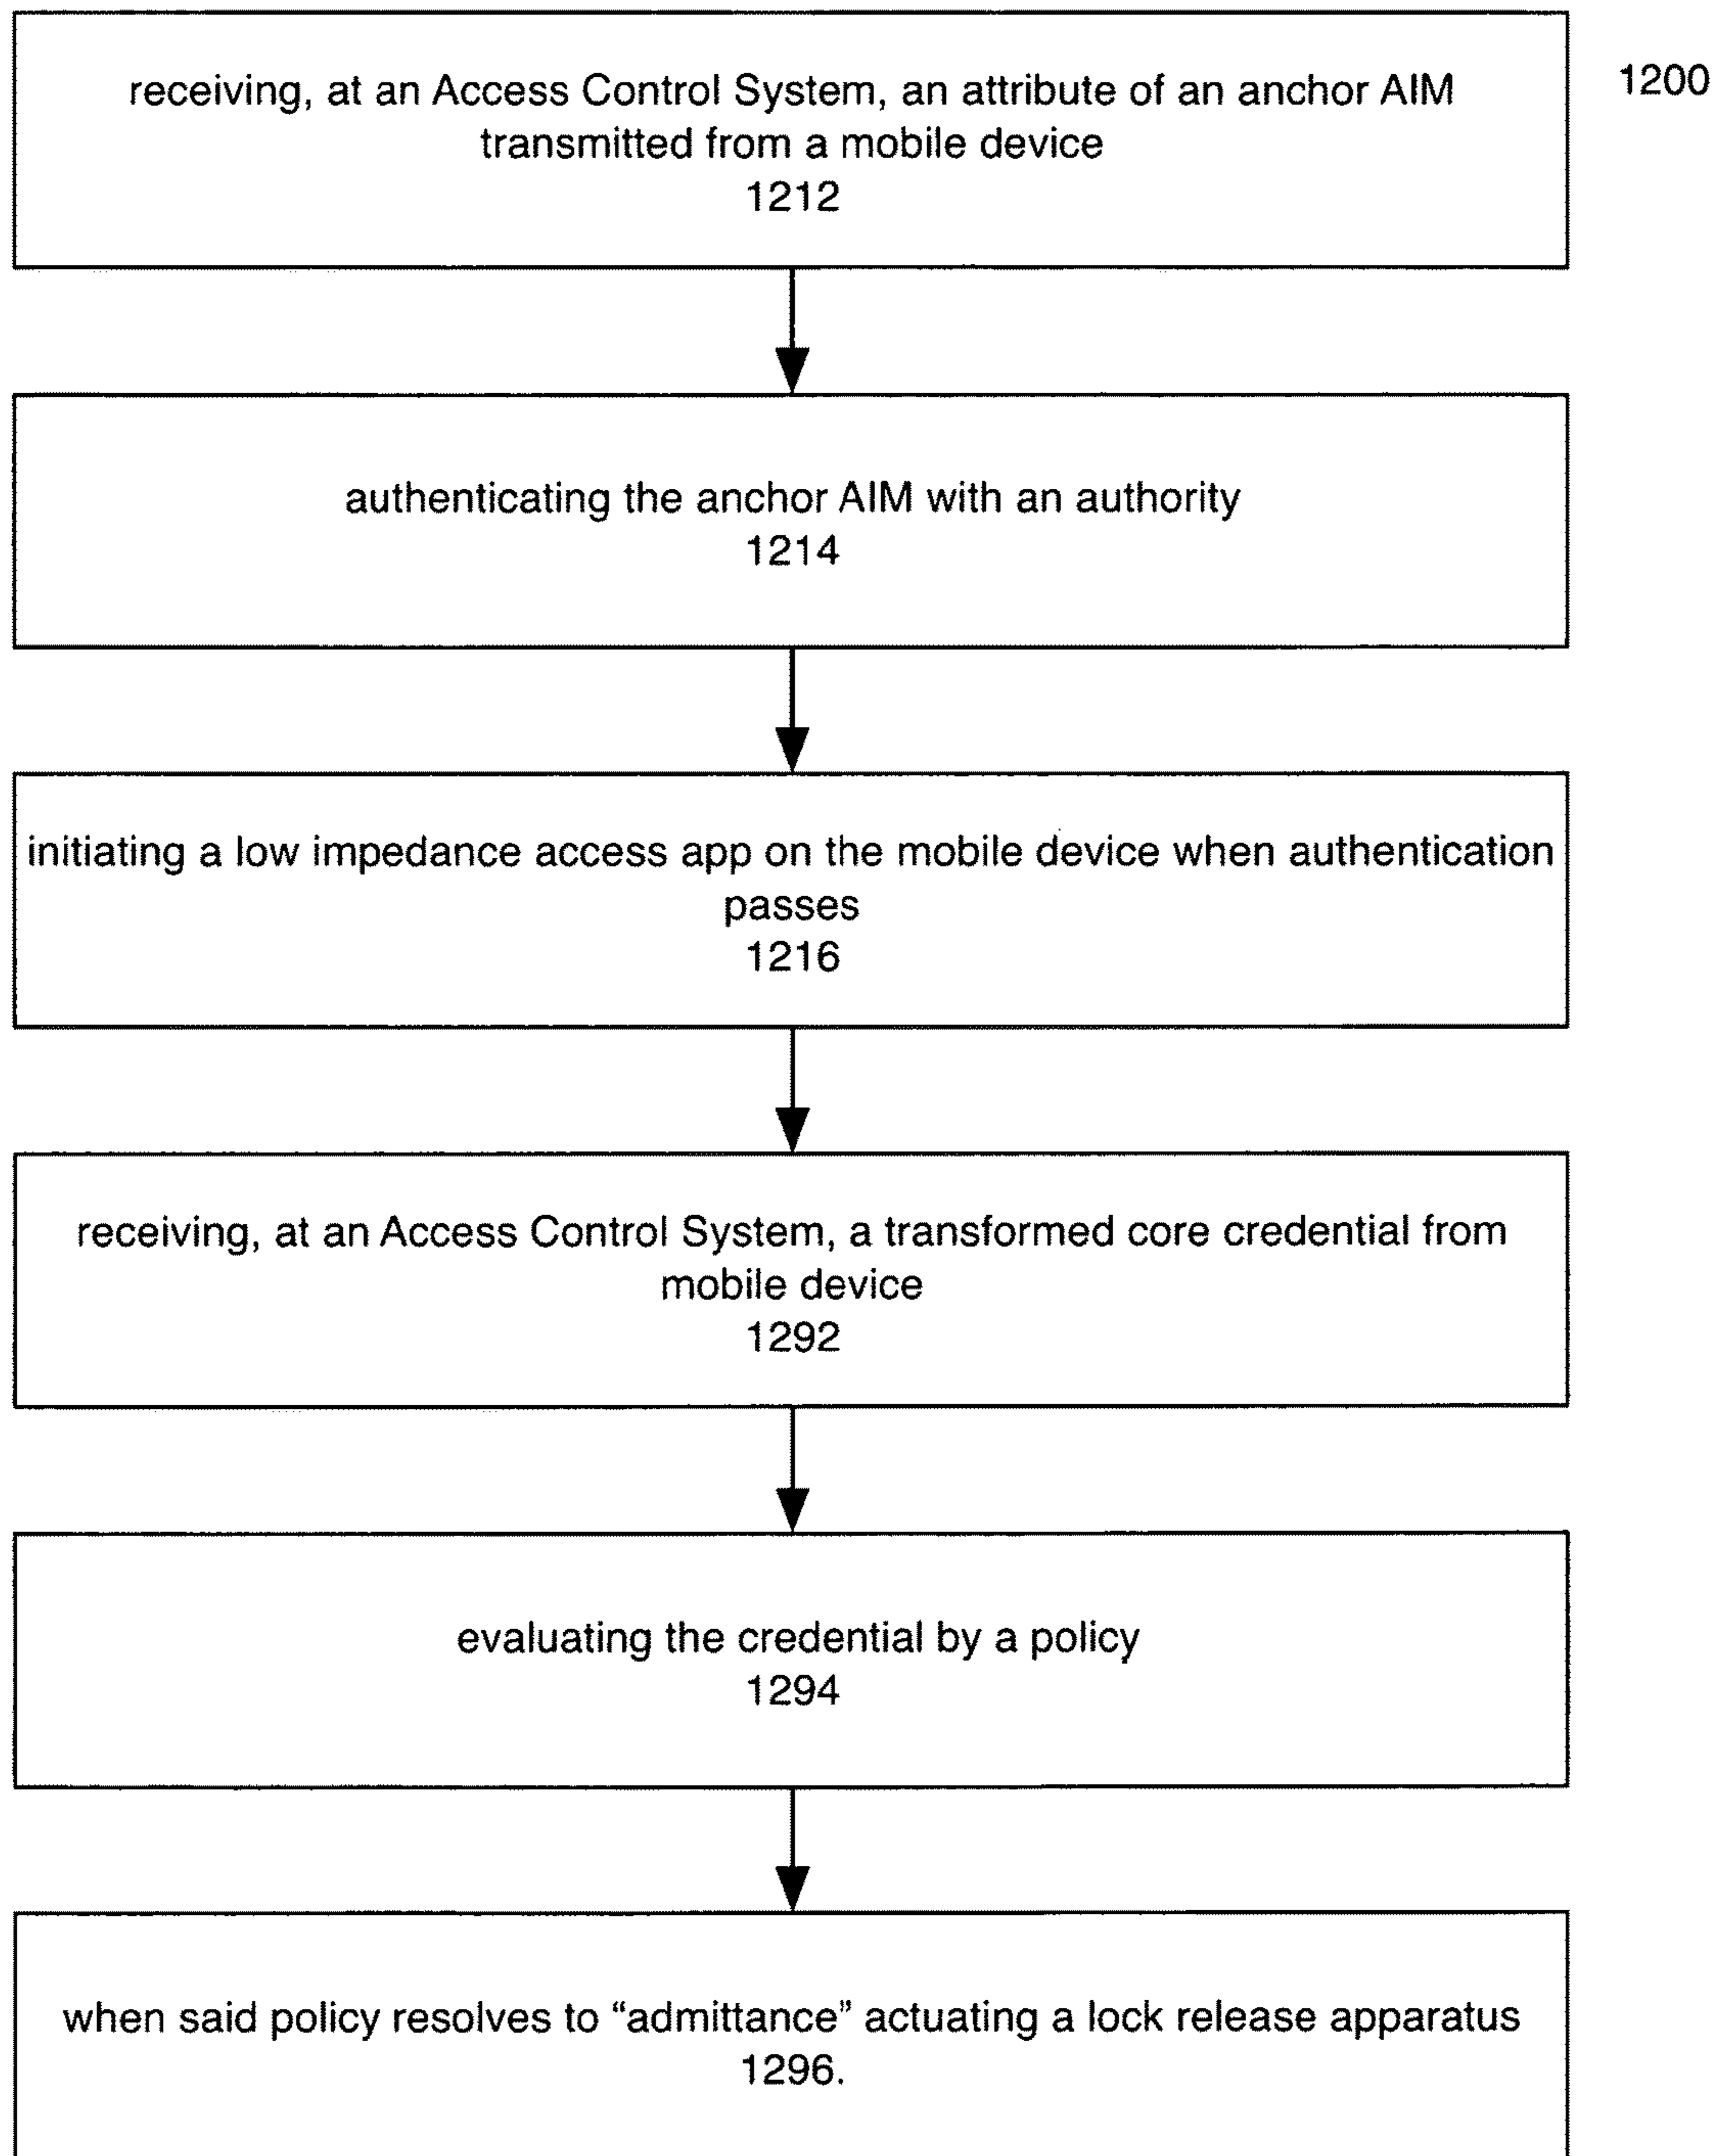 receiving, at an Access Control System, an attribute of an anchor AIM
transmitted from a mobile device
1212
1200
authenticating the anchor AIM with an authority
1214
initiating a low impedance access app on the mobile device when authentication
passes
1216
receiving, at an Access Control System, a transformed core credential from
mobile device
1292
evaluating the credential by a policy
1294
when said policy resolves to “admittance” actuating a lock release apparatus
1296.